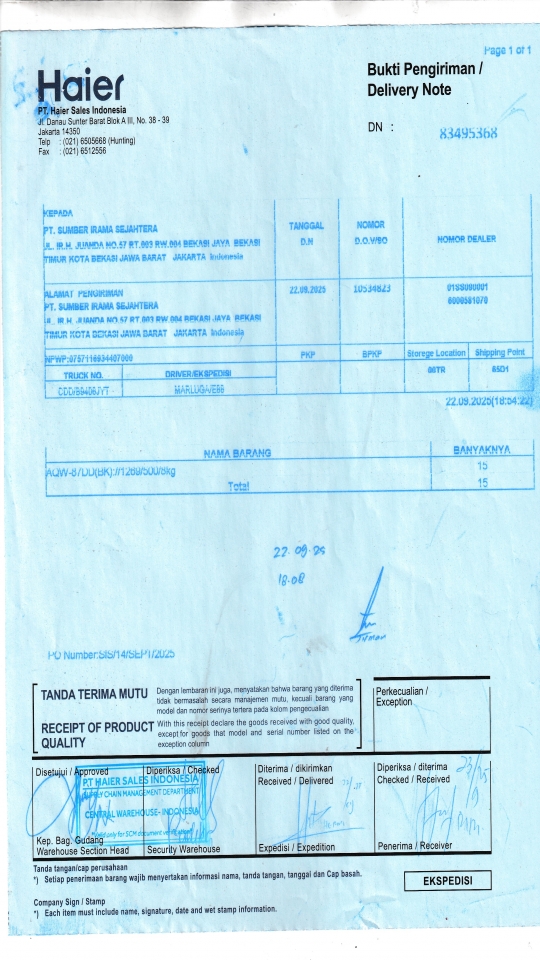 Page 1 of 1
Haier
PT. Haier Sales Indonesia
Jl. Danau Sunter Barat Blok A III, No. 38 - 39
Jakarta 14350
Telp : (021) 6505668 (Hunting)
Fax : (021) 6512556
Bukti Pengiriman /
Delivery Note
DN : 83495368
KEPADA
PT. SUMBER IRAMA SEJAHTERA
JL. IR.H. JUANDA NO.57 RT.003 RW.004 BEKASI JAYA BEKASI
TIMUR KOTA BEKASI JAWA BARAT JAKARTA Indonesia
TANGGAL
D.N
NOMOR
D.O.V/SO
NOMOR DEALER
ALAMAT PENGIRIMAN
PT. SUMBER IRAMA SEJAHTERA
JL. IR.H. JUANDA NO.57 RT.003 RW.004 BEKASI JAYA BEKASI
TIMUR KOTA BEKASI JAWA BARAT JAKARTA Indonesia
22.09.2025
10534823
NPWP:
PKP
BPKP
Storege Location
Shipping Point
TRUCK NO.
DRIVER/EKSPEDISI
22.09.2025(18:54:22)
NAMA BARANG
BANYAKNYA
AQW-87DD(BK)://1269/500/8kg
15
Total
15
22.09.25
18.08
PO Number:SIS/14/SEPT/2025
TANDA TERIMA MUTU
Dengan lembaran ini juga, menyatakan bahwa barang yang diterima
tidak bermasalah secara manajemen mutu, kecuali barang yang
model dan nomor serinya tertera pada kolom pengecualian
RECEIPT OF PRODUCT
QUALITY
With this receipt declare the goods received with good quality,
except for goods that model and serial number listed on the
exception column
Perkecualian /
Exception
Disetujui / Approved
Diperiksa / Checked
Diterima / dikirimkan
Received / Delivered
Diperiksa / diterima
Checked / Received
PT HAIER SALES INDONESIA
SUPPLY CHAIN MANAGEMENT DEPARTMENT
CENTRAL WAREHOUSE- INDONESIA
Kep. Bag. Gudang
Warehouse Section Head
Security Warehouse
Expedisi / Expedition
Penerima / Receiver
Tanda tangan/cap perusahaan
*) Setiap penerimaan barang wajib menyertakan informasi nama, tanda tangan, tanggal dan Cap basah.
EKSPEDISI
Company Sign / Stamp
*) Each item must include name, signature, date and wet stamp information.